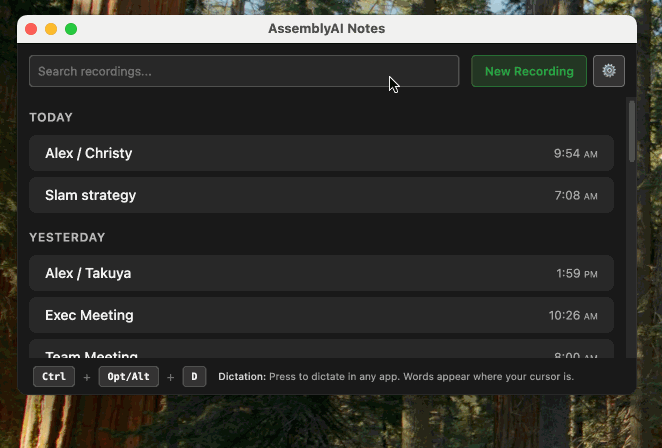 AssemblyAI Notes
Search recordings...
New Recording
TODAY
Alex / Christy 9:54 AM
Slam strategy 7:08 AM
YESTERDAY
Alex / Takuya 1:59 PM
Exec Meeting 10:26 AM
Team Meeting 8:00 AM
Ctrl + Opt/Alt + D Dictation: Press to dictate in any app. Words appear where your cursor is.